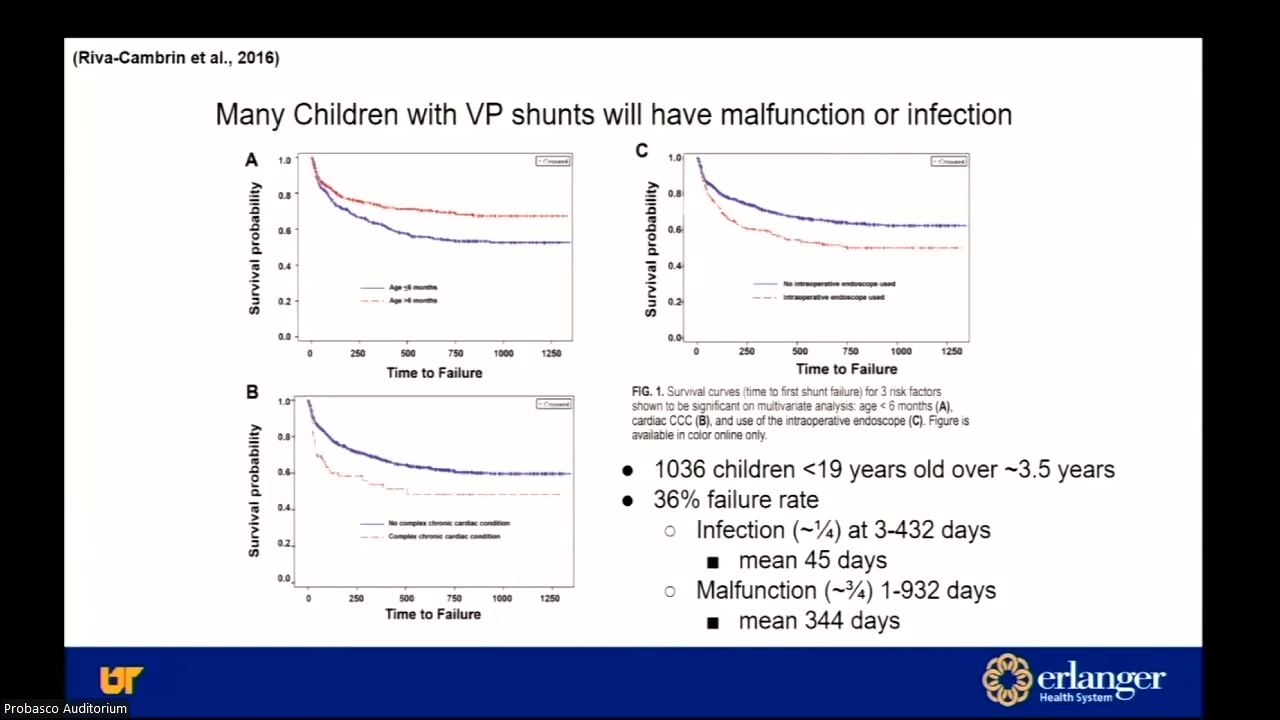 (Riva-Cambrin et al., 2016)
Many Children with VP shunts will have malfunction or infection
A
Survival probability
1.0
0.8
0.6
0.4
0.2
0.0
+ Censored
Age ≤6 months
Age >6 months
0 250 500 750 1000 1250
Time to Failure
C
Survival probability
1.0
0.8
0.6
0.4
0.2
0.0
+ Censored
No intraoperative endoscope used
Intraoperative endoscope used
0 250 500 750 1000 1250
Time to Failure
B
Survival probability
1.0
0.8
0.6
0.4
0.2
0.0
+ Censored
No complex chronic cardiac condition
Complex chronic cardiac condition
0 250 500 750 1000 1250
Time to Failure
FIG. 1. Survival curves (time to first shunt failure) for 3 risk factors
shown to be significant on multivariate analysis: age < 6 months (A),
cardiac CCC (B), and use of the intraoperative endoscope (C). Figure is
available in color online only.
● 1036 children <19 years old over ~3.5 years
● 36% failure rate
○ Infection (~¼) at 3-432 days
■ mean 45 days
○ Malfunction (~¾) 1-932 days
■ mean 344 days
UT
erlanger
Health System
Probasco Auditorium